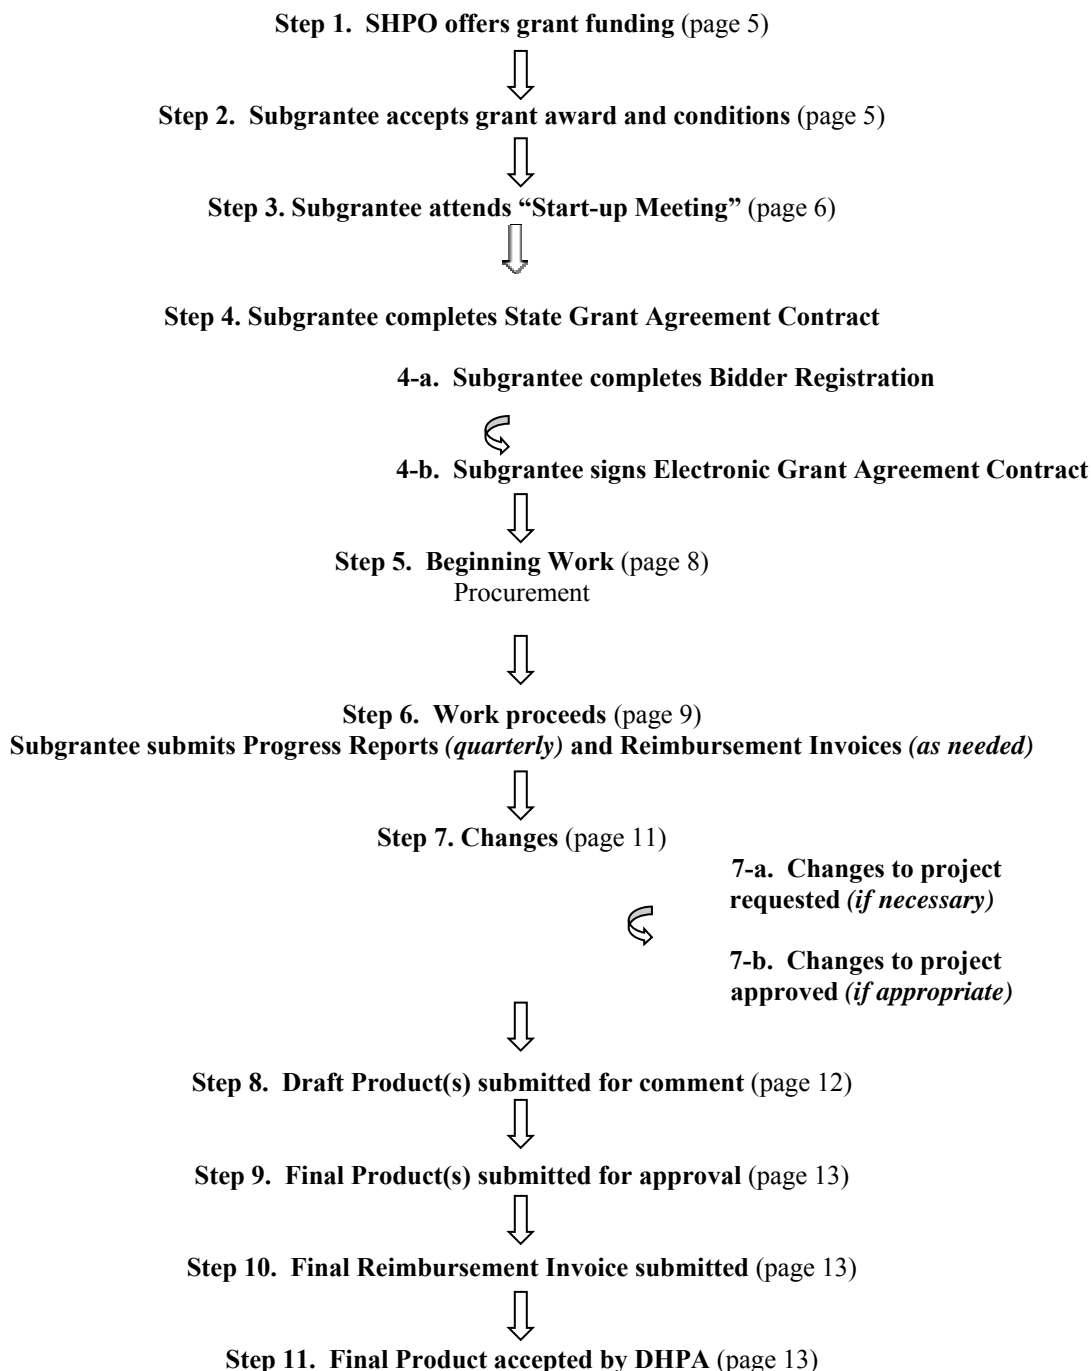 Step 1.  SHPO offers grant funding (page 5)
Step 2.  Subgrantee accepts grant award and conditions (page 5)
Step 3. Subgrantee attends “Start-up Meeting” (page 6)
Step 4. Subgrantee completes State Grant Agreement Contract
4-a.  Subgrantee completes Bidder Registration
4-b.  Subgrantee signs Electronic Grant Agreement Contract
Step 5.  Beginning Work (page 8)
Procurement
Step 6.  Work proceeds (page 9)
Subgrantee submits Progress Reports (quarterly) and Reimbursement Invoices (as needed)
Step 7. Changes (page 11)
7-a.  Changes to project
requested (if necessary)
7-b.  Changes to project
approved (if appropriate)
Step 8.  Draft Product(s) submitted for comment (page 12)
Step 9.  Final Product(s) submitted for approval (page 13)
Step 10.  Final Reimbursement Invoice submitted (page 13)
Step 11.  Final Product accepted by DHPA (page 13)